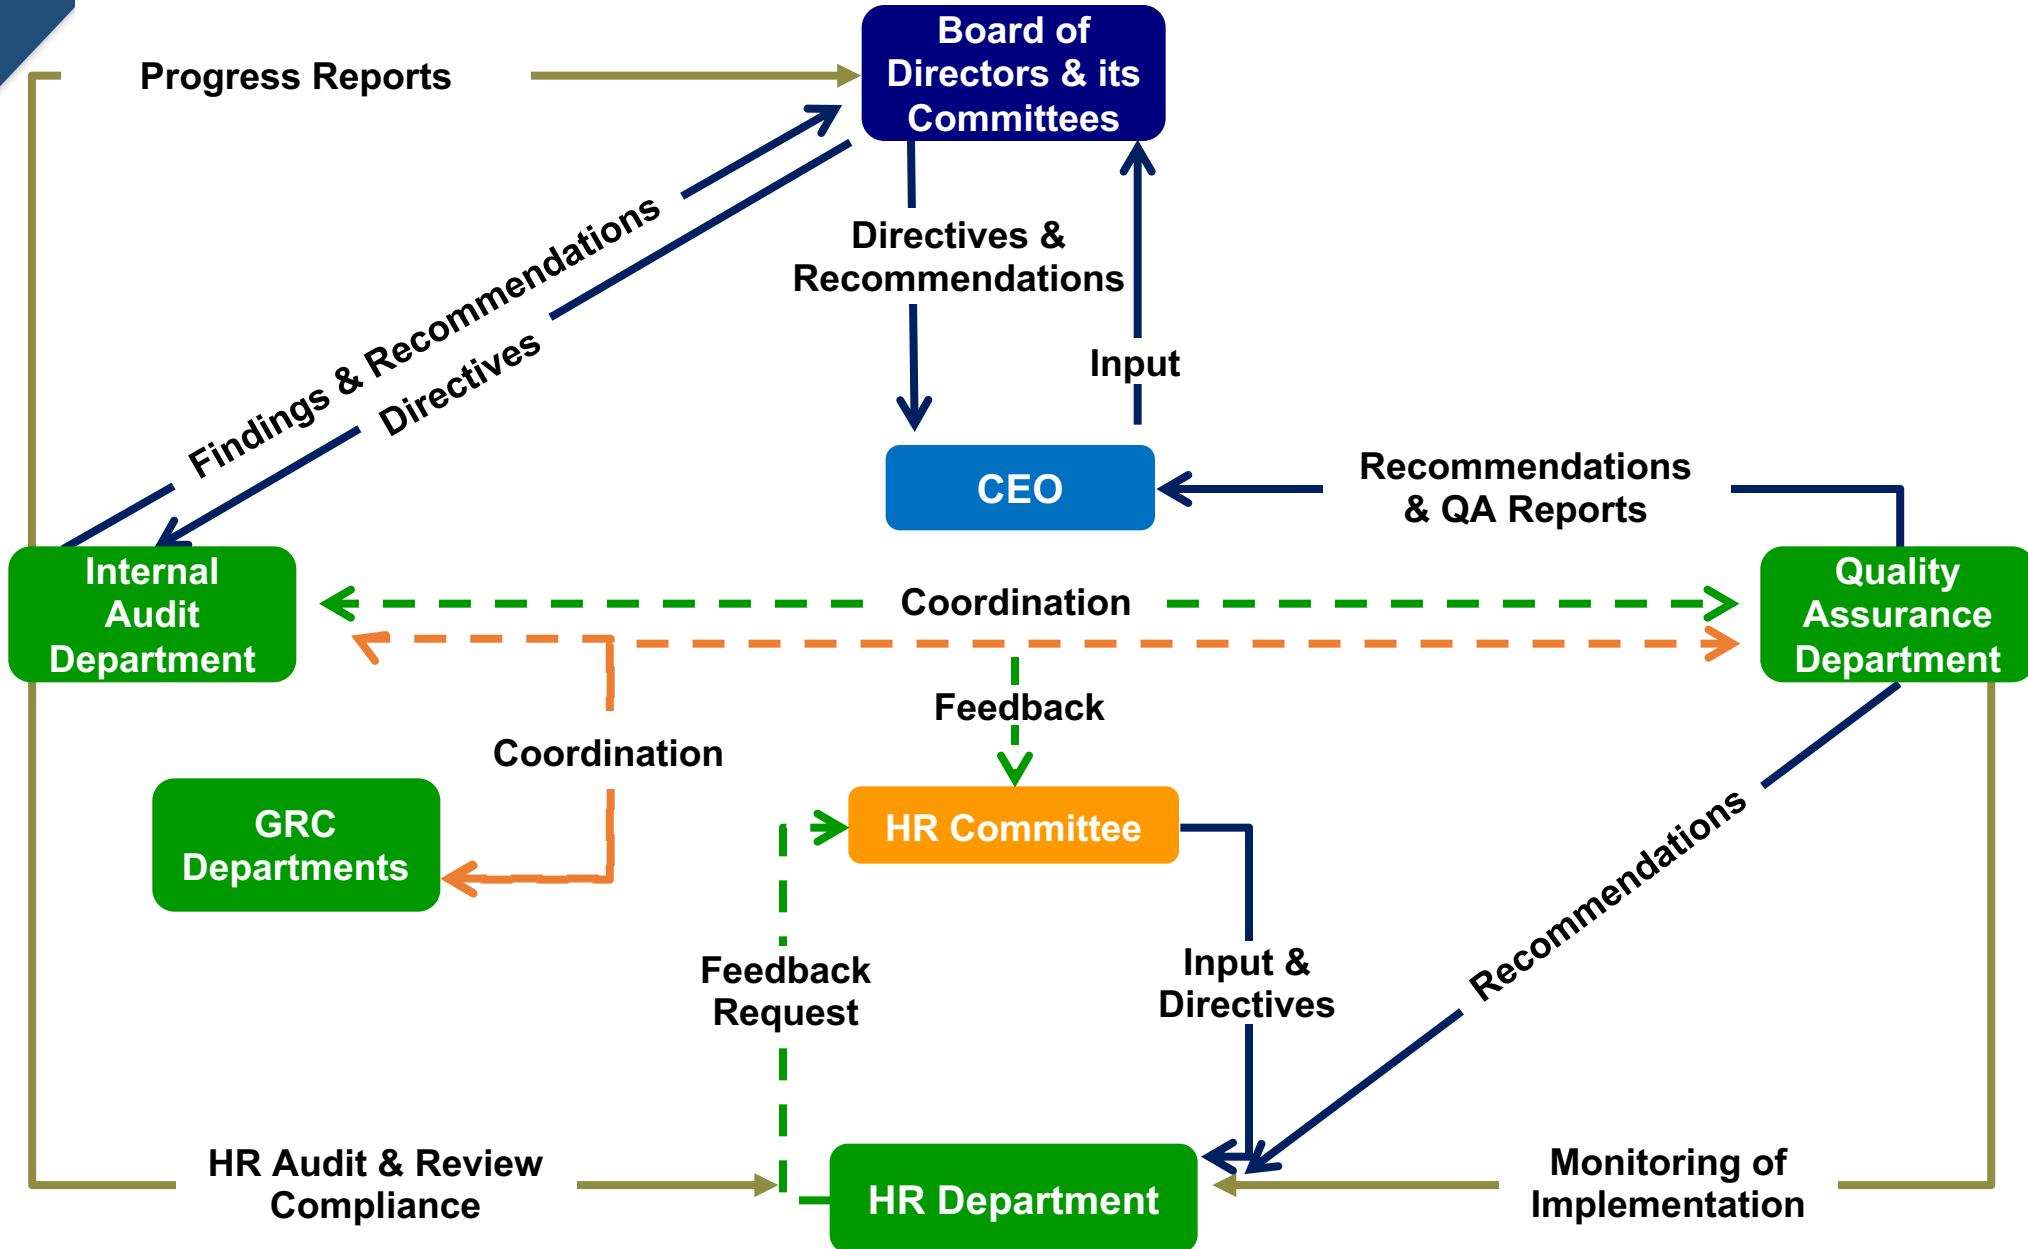 Board of
Directors & its
Committees
Progress Reports
Findings & Recommendations
Directives
Directives &
Recommendations
Input
CEO
Recommendations
& QA Reports
Internal
Audit
Department
Coordination
Quality
Assurance
Department
Feedback
Coordination
GRC
Departments
HR Committee
Recommendations
Feedback
Request
Input &
Directives
HR Audit & Review
Compliance
HR Department
Monitoring of
Implementation